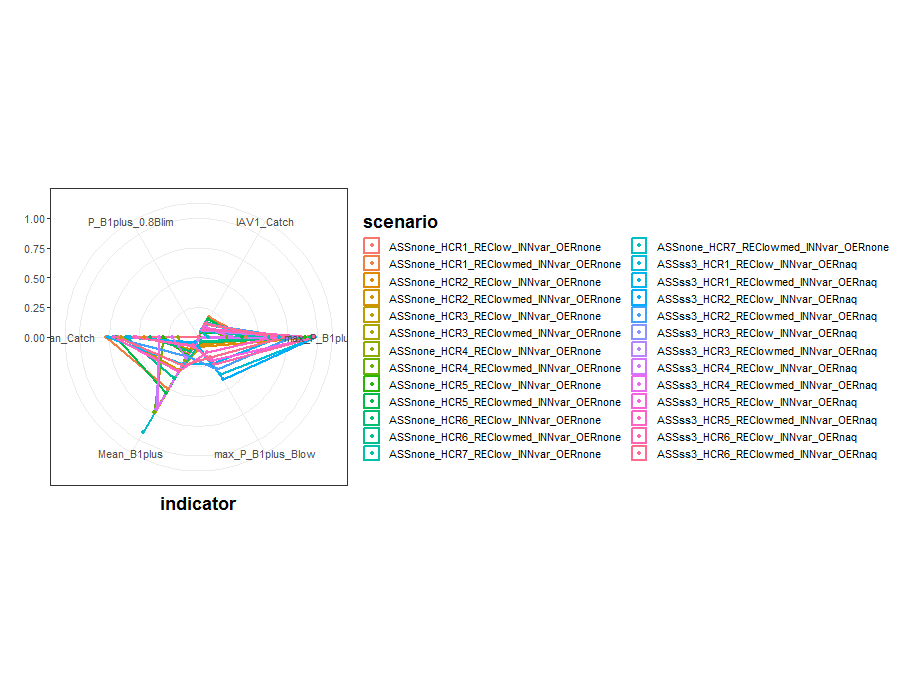 1.00
0.75
0.50
0.25
0.00
P_B1plus_0.8Blim
IAV1_Catch
an_Catch
max_P_B1plu
Mean_B1plus
max_P_B1plus_Blow
indicator
scenario
ASSnone_HCR1_REClow_INNvar_OERnone
ASSnone_HCR1_REClowmed_INNvar_OERnone
ASSnone_HCR2_REClow_INNvar_OERnone
ASSnone_HCR2_REClowmed_INNvar_OERnone
ASSnone_HCR3_REClow_INNvar_OERnone
ASSnone_HCR3_REClowmed_INNvar_OERnone
ASSnone_HCR4_REClow_INNvar_OERnone
ASSnone_HCR4_REClowmed_INNvar_OERnone
ASSnone_HCR5_REClow_INNvar_OERnone
ASSnone_HCR5_REClowmed_INNvar_OERnone
ASSnone_HCR6_REClow_INNvar_OERnone
ASSnone_HCR6_REClowmed_INNvar_OERnone
ASSnone_HCR7_REClow_INNvar_OERnone
ASSnone_HCR7_REClowmed_INNvar_OERnone
ASSss3_HCR1_REClow_INNvar_OERnaq
ASSss3_HCR1_REClowmed_INNvar_OERnaq
ASSss3_HCR2_REClow_INNvar_OERnaq
ASSss3_HCR2_REClowmed_INNvar_OERnaq
ASSss3_HCR3_REClow_INNvar_OERnaq
ASSss3_HCR3_REClowmed_INNvar_OERnaq
ASSss3_HCR4_REClow_INNvar_OERnaq
ASSss3_HCR4_REClowmed_INNvar_OERnaq
ASSss3_HCR5_REClow_INNvar_OERnaq
ASSss3_HCR5_REClowmed_INNvar_OERnaq
ASSss3_HCR6_REClow_INNvar_OERnaq
ASSss3_HCR6_REClowmed_INNvar_OERnaq